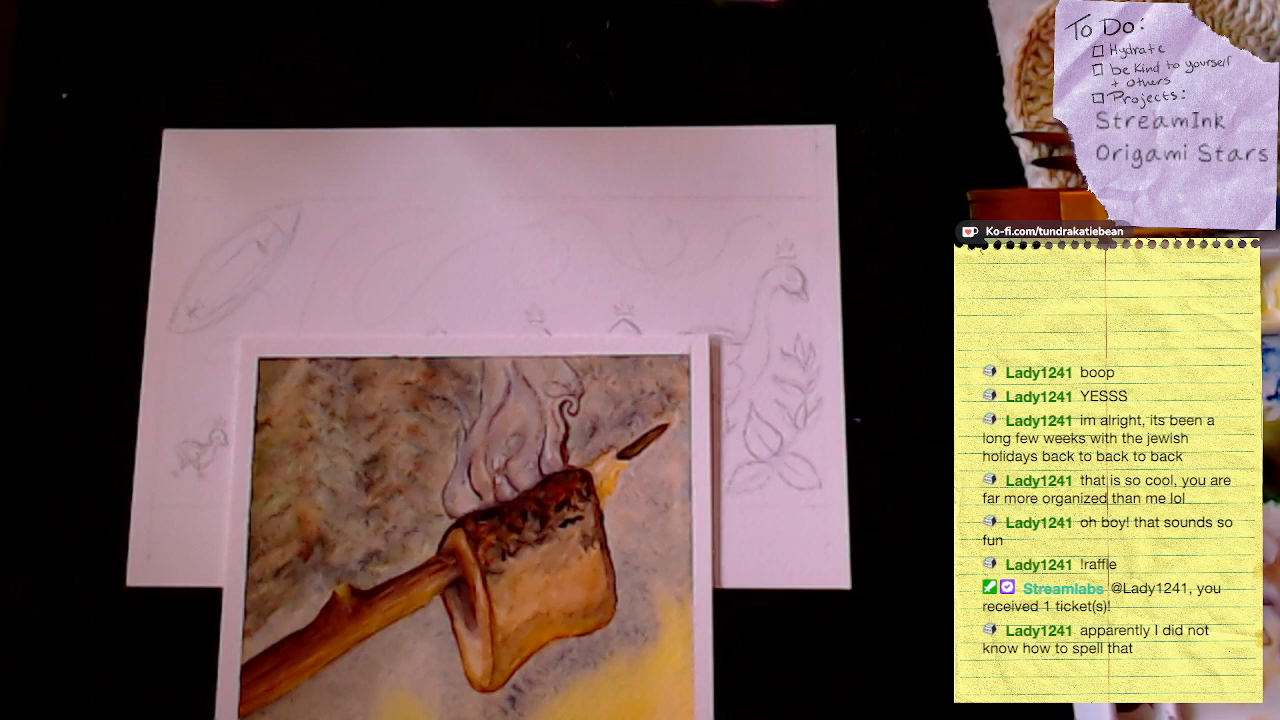 To Do:
Hydrate
be Kind to yourself
+ others
Projects:
StreamInk
Origami Stars
Ko-fi.com/tundrakatiebean
Lady1241 boop
Lady1241 YESSS
Lady1241 im alright, its been a
long few weeks with the jewish
holidays back to back to back
Lady1241 that is so cool, you are
far more organized than me lol
Lady1241 oh boy! that sounds so
fun
Lady1241 !raffle
Streamlabs @Lady1241, you
received 1 ticket(s)!
Lady1241 apparently I did not
know how to spell that